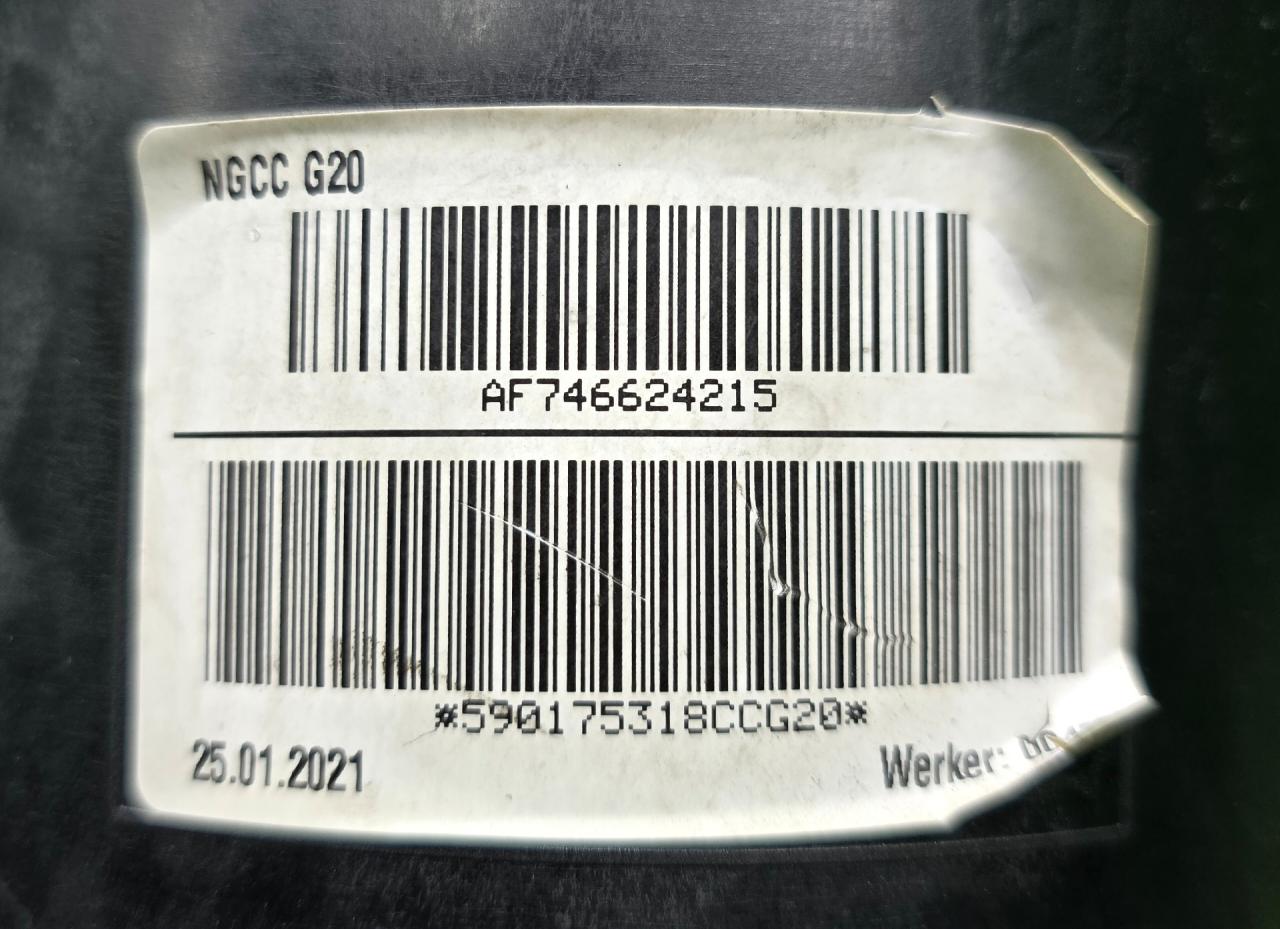 NGCC G20
AF746624215
*590175318CCG20*
25.01.2021
Werker: